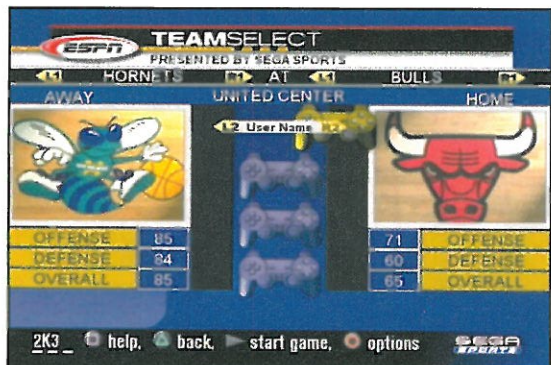 ESPN
TEAMSELECT
PRESENTED BY SEGA SPORTS
L1 HORNETS R1 AT L1 BULLS R1
AWAY UNITED CENTER HOME
L2 User Name R2
OFFENSE 85 71 OFFENSE
DEFENSE 84 60 DEFENSE
OVERALL 85 65 OVERALL
2K3 help, back, start game, options
SEGA
SPORTS